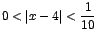 0 < |x − 4| < 1/10